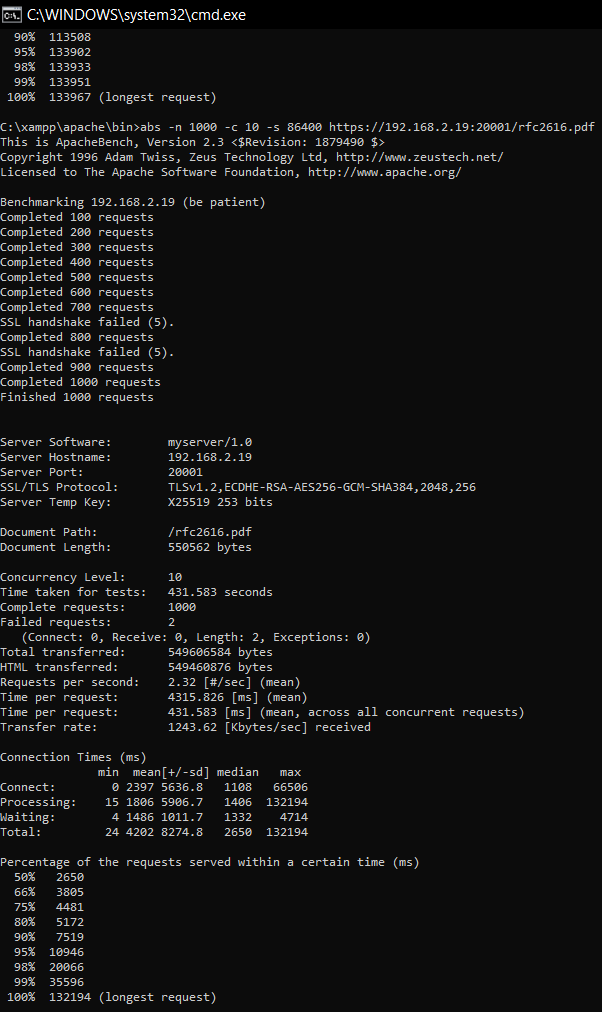 C:\WINDOWS\system32\cmd.exe
90% 113508
95% 133902
98% 133933
99% 133951
100% 133967 (longest request)
C:\xampp\apache\bin>abs -n 1000 -c 10 -s 86400 https://192.168.2.19:20001/rfc2616.pdf
This is ApacheBench, Version 2.3 <$Revision: 1879490 $>
Copyright 1996 Adam Twiss, Zeus Technology Ltd, http://www.zeustech.net/
Licensed to The Apache Software Foundation, http://www.apache.org/
Benchmarking 192.168.2.19 (be patient)
Completed 100 requests
Completed 200 requests
Completed 300 requests
Completed 400 requests
Completed 500 requests
Completed 600 requests
Completed 700 requests
SSL handshake failed (5).
Completed 800 requests
SSL handshake failed (5).
Completed 900 requests
Completed 1000 requests
Finished 1000 requests
Server Software: myserver/1.0
Server Hostname: 192.168.2.19
Server Port: 20001
SSL/TLS Protocol: TLSv1.2,ECDHE-RSA-AES256-GCM-SHA384,2048,256
Server Temp Key: X25519 253 bits
Document Path: /rfc2616.pdf
Document Length: 550562 bytes
Concurrency Level: 10
Time taken for tests: 431.583 seconds
Complete requests: 1000
Failed requests: 2
(Connect: 0, Receive: 0, Length: 2, Exceptions: 0)
Total transferred: 549606584 bytes
HTML transferred: 549460876 bytes
Requests per second: 2.32 [#/sec] (mean)
Time per request: 4315.826 [ms] (mean)
Time per request: 431.583 [ms] (mean, across all concurrent requests)
Transfer rate: 1243.62 [Kbytes/sec] received
Connection Times (ms)
min mean[+/-sd] median max
Connect: 0 2397 5636.8 1108 66506
Processing: 15 1806 5906.7 1406 132194
Waiting: 4 1486 1011.7 1332 4714
Total: 24 4202 8274.8 2650 132194
Percentage of the requests served within a certain time (ms)
50% 2650
66% 3805
75% 4481
80% 5172
90% 7519
95% 10946
98% 20066
99% 35596
100% 132194 (longest request)